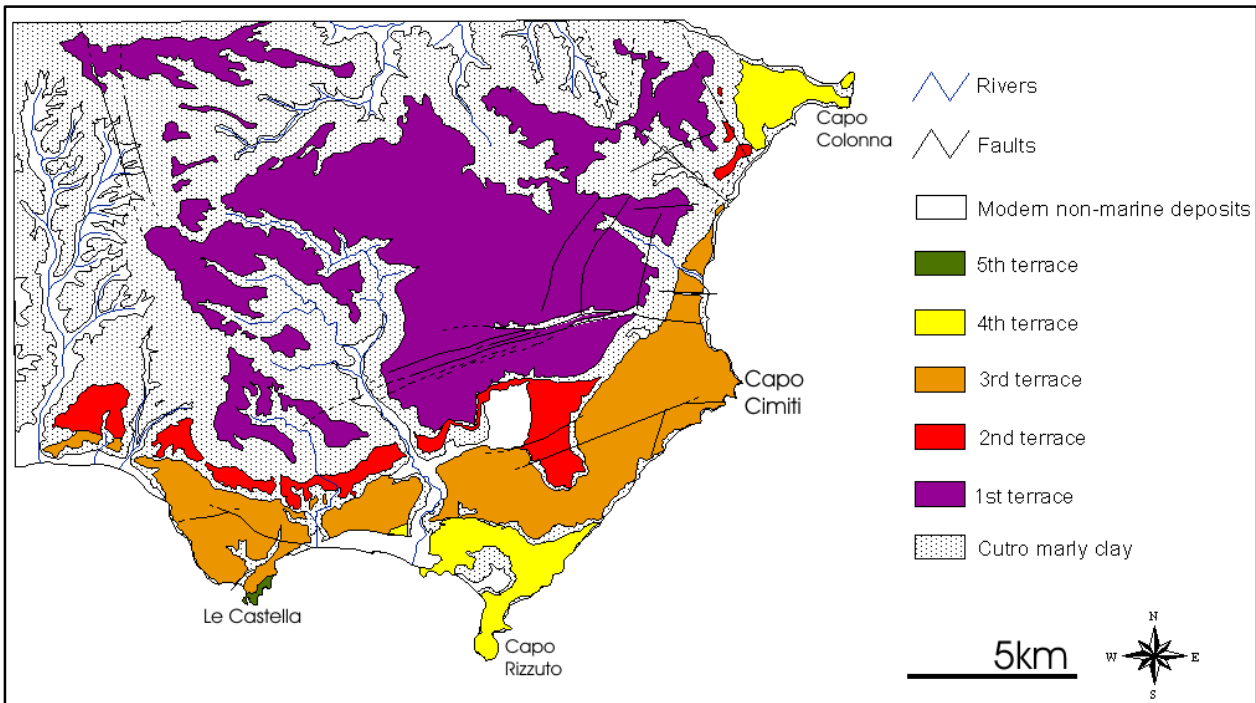 Capo
Colonna
Capo
Cimiti
Le Castella
Capo
Rizzuto
Rivers
Faults
Modern non-marine deposits
5th terrace
4th terrace
3rd terrace
2nd terrace
1st terrace
Cutro marly clay
5km
N
W E
S